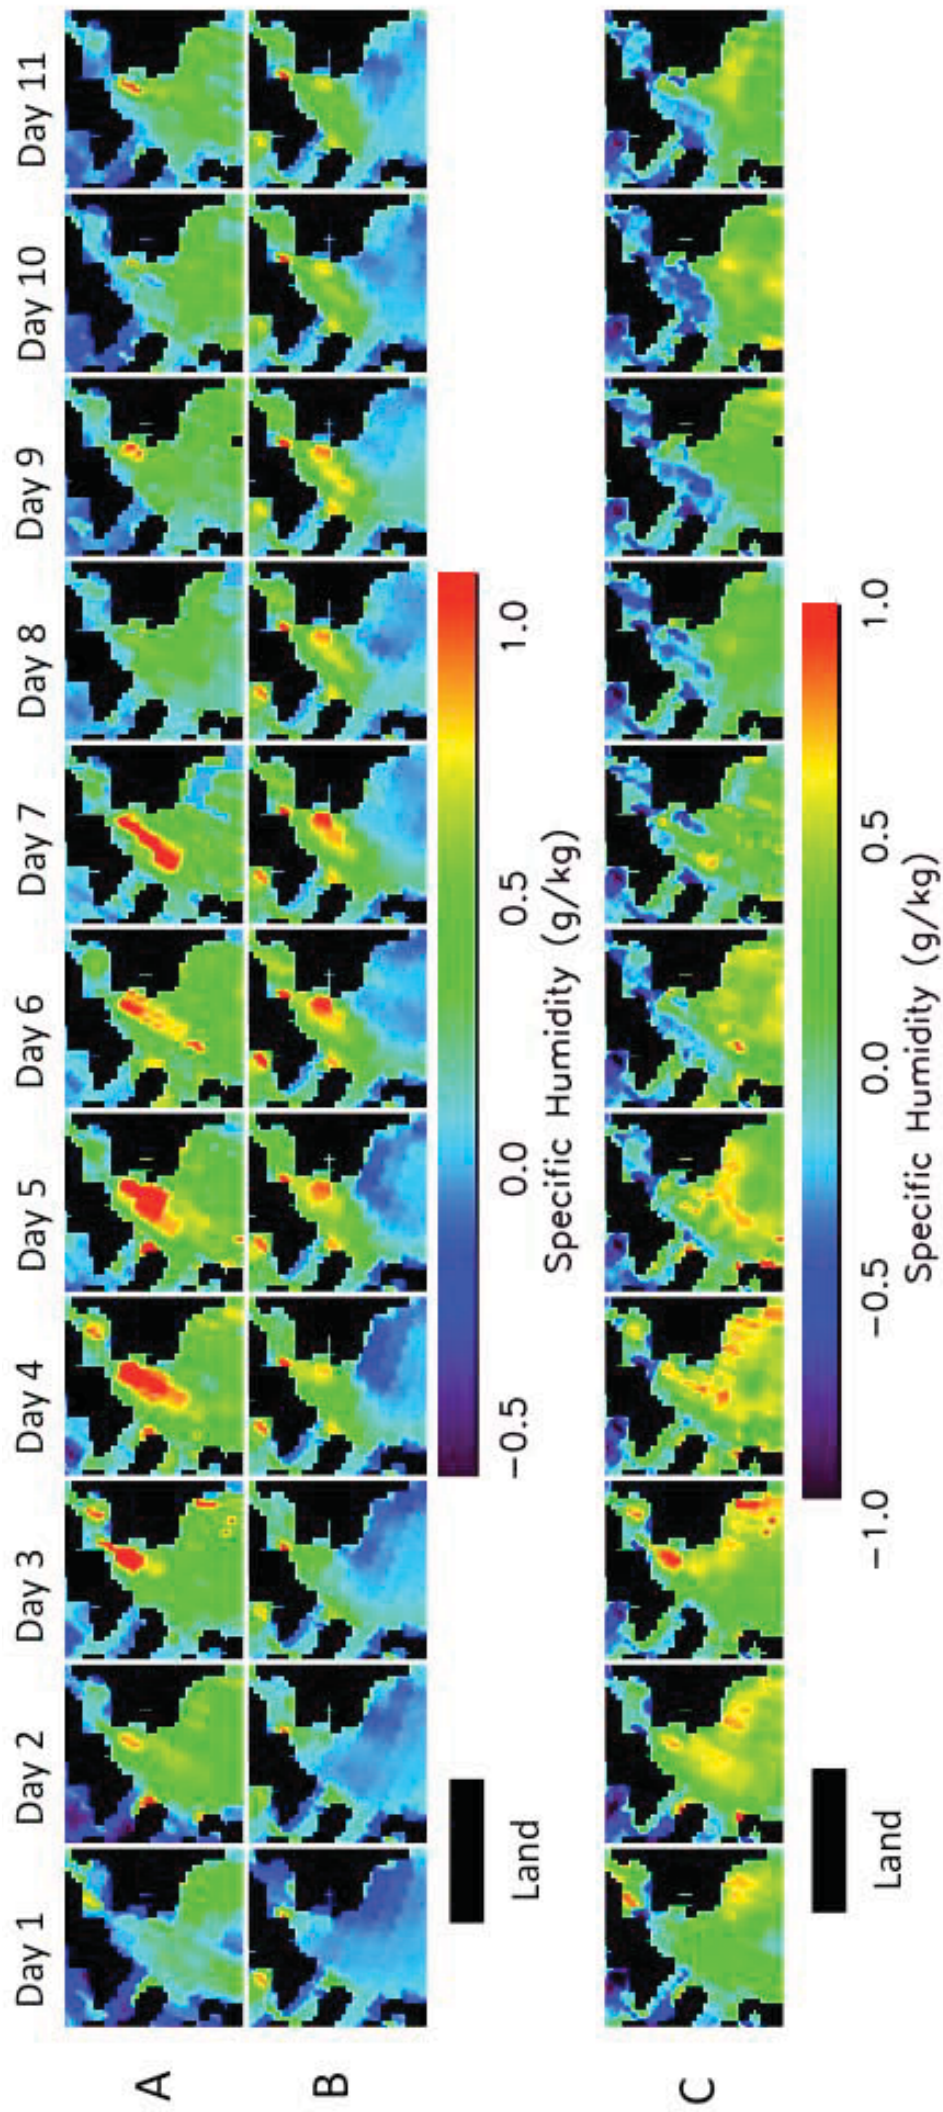 Day 1 Day 2 Day 3 Day 4 Day 5 Day 6 Day 7 Day 8 Day 9 Day 10 Day 11
A
B
Land
−0.5 0.0 0.5 1.0
Specific Humidity (g/kg)
C
Land
−1.0 −0.5 0.0 0.5 1.0
Specific Humidity (g/kg)